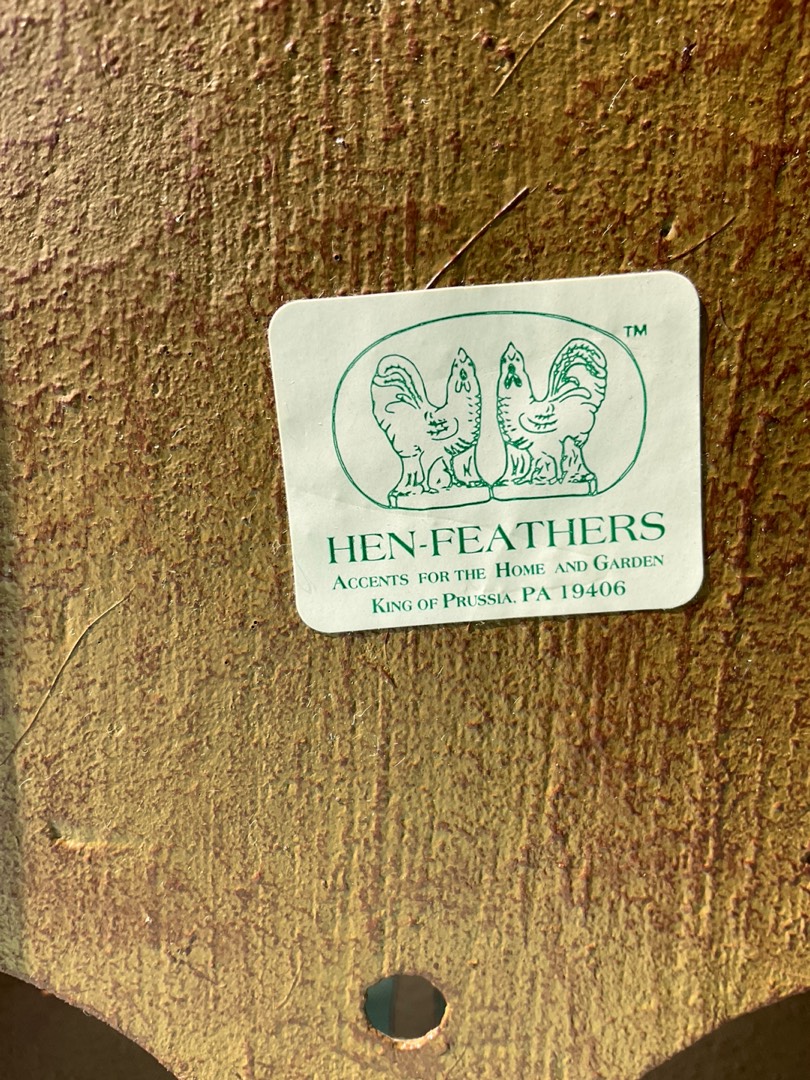 TM
HEN-FEATHERS
ACCENTS FOR THE HOME AND GARDEN
KING OF PRUSSIA, PA 19406